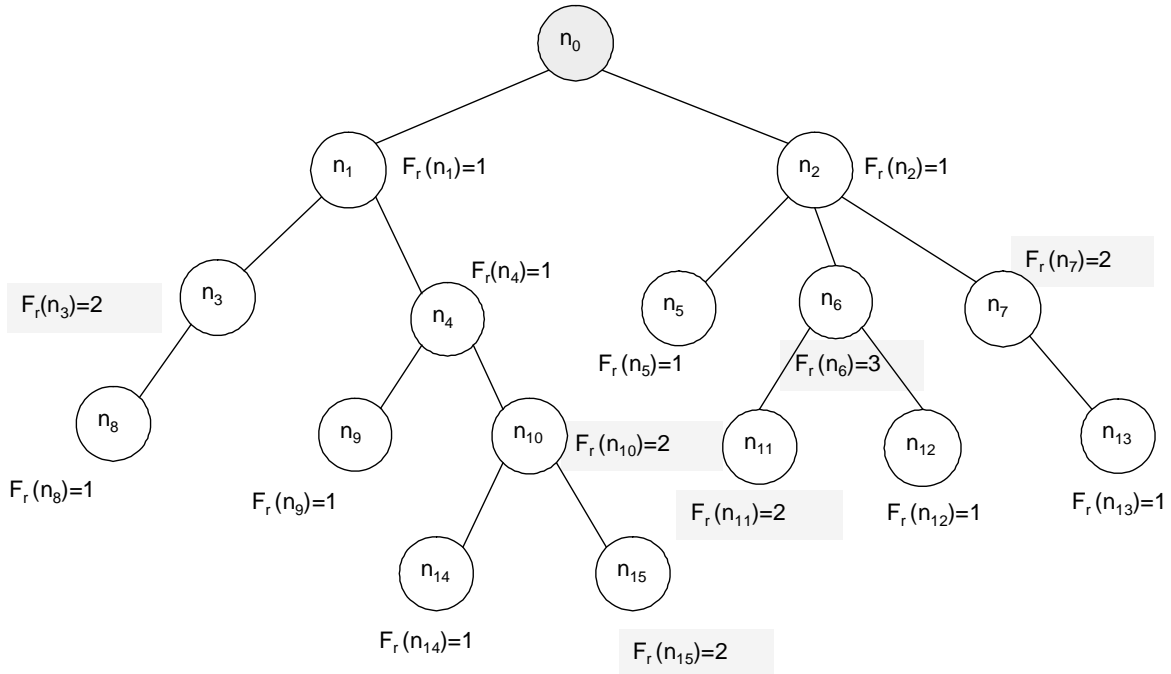 n0
n1 Fr(n1)=1
n2 Fr(n2)=1
n3 Fr(n3)=2
n4 Fr(n4)=1
n5 Fr(n5)=1
n6 Fr(n6)=3
n7 Fr(n7)=2
n8 Fr(n8)=1
n9 Fr(n9)=1
n10 Fr(n10)=2
n11 Fr(n11)=2
n12 Fr(n12)=1
n13 Fr(n13)=1
n14 Fr(n14)=1
n15 Fr(n15)=2